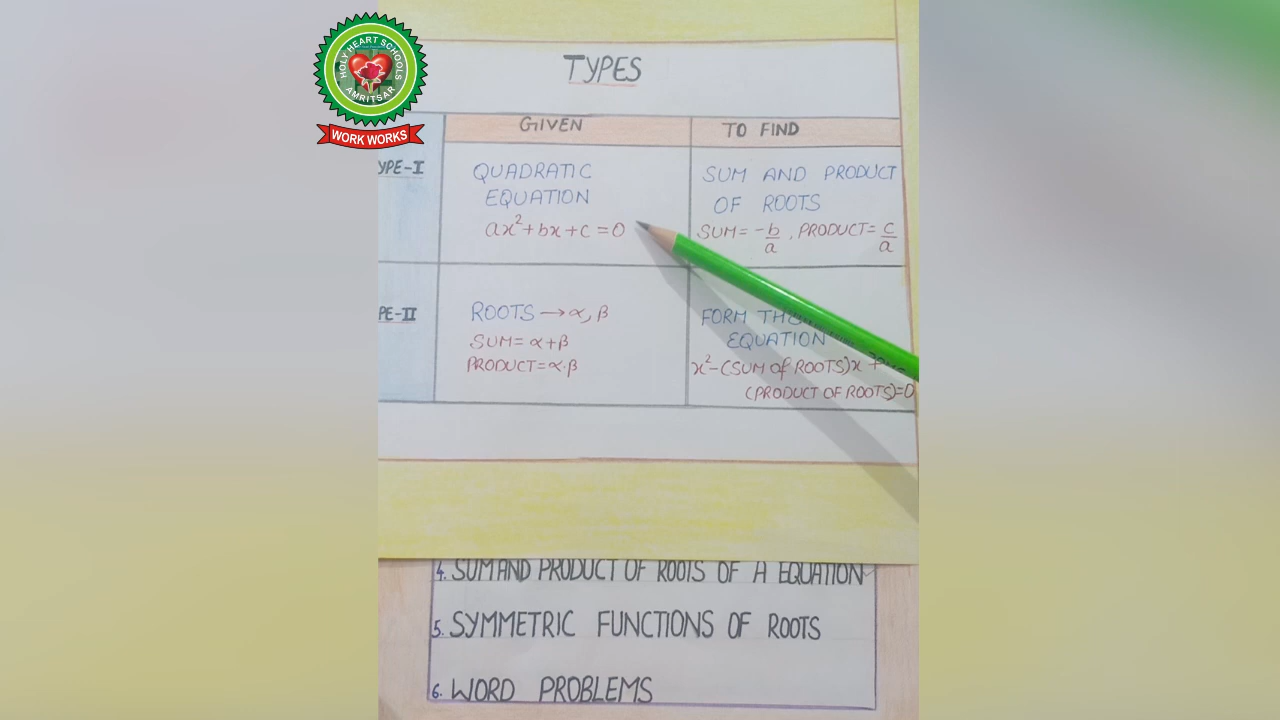 HOLY HEART SCHOOLS
AMRITSAR
WORK WORKS
TYPES
GIVEN TO FIND
YPE-I QUADRATIC EQUATION ax²+bx+c=0 SUM AND PRODUCT OF ROOTS SUM=-b/a, PRODUCT=c/a
PE-II ROOTS→α,β
SUM=α+β
PRODUCT=α.β
FORM THE
EQUATION
x²-(SUM of ROOTS)x +
(PRODUCT OF ROOTS)=0
4. SUM AND PRODUCT OF ROOTS OF A EQUATION
5. SYMMETRIC FUNCTIONS OF ROOTS
6. WORD PROBLEMS